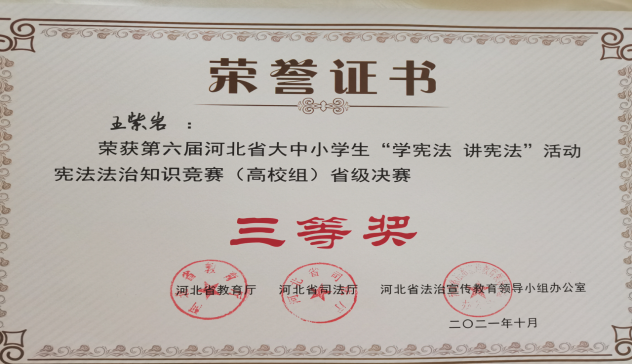 荣誉证书
王紫岩 ：
荣获第六届河北省大中小学生“学宪法 讲宪法”活动
宪法法治知识竞赛（高校组）省级决赛
三等奖
河北省教育厅 河北省司法厅 河北省法治宣传教育领导小组办公室
二〇二一年十月